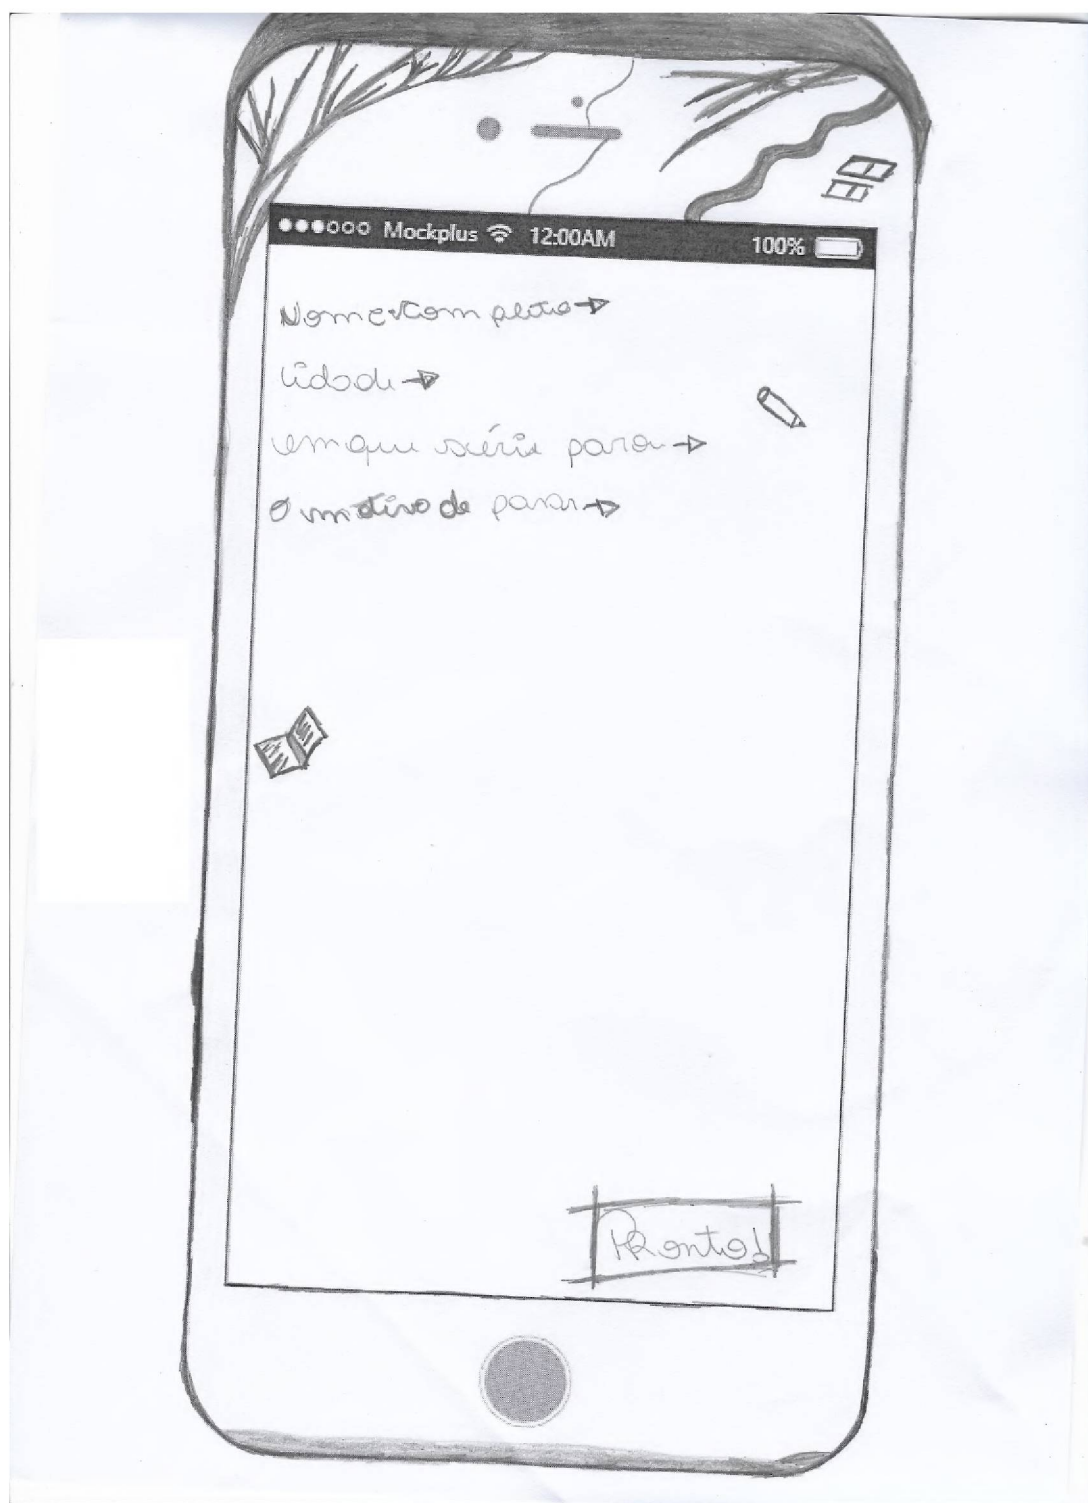 Mockplus 12:00AM 100%
Nome completo
idade
em que série parou
O motivo de parar
Pronto!